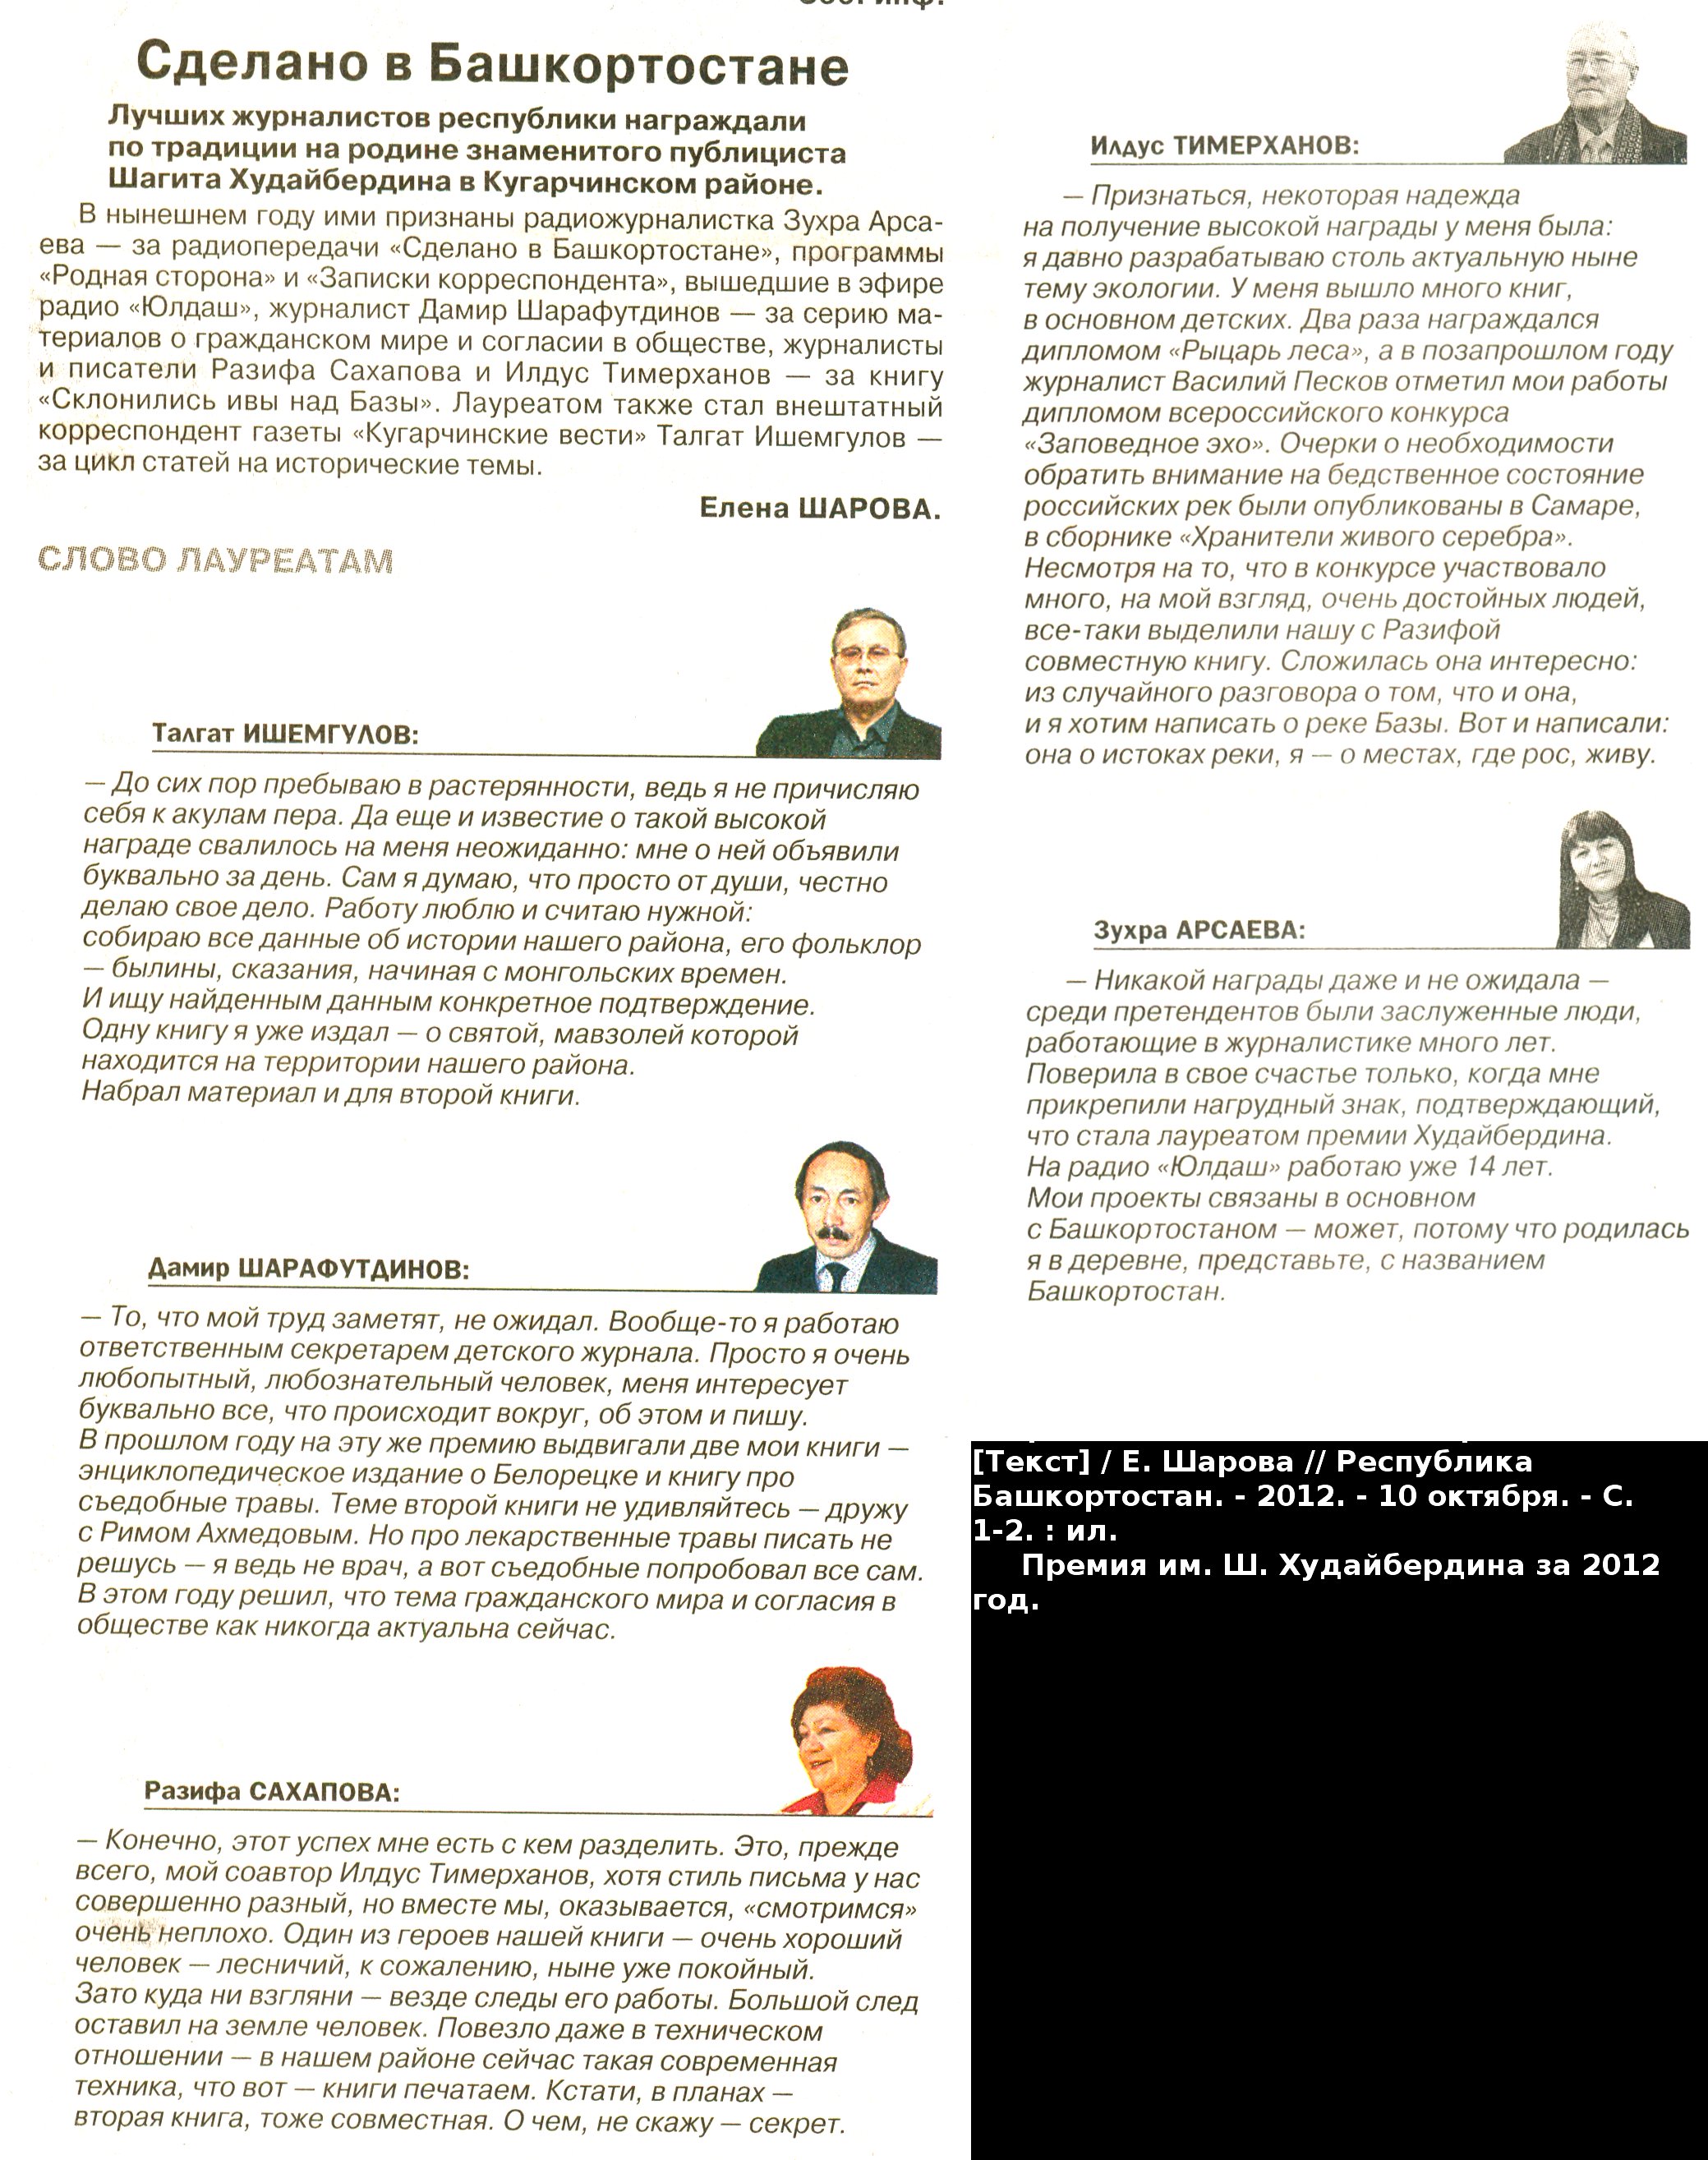 Сделано в Башкортостане
Лучших журналистов республики награждали
по традиции на родине знаменитого публициста
Шагита Худайбердина в Кугарчинском районе.
В нынешнем году ими признаны радиожурналистка Зухра Арса-
ева — за радиопередачи «Сделано в Башкортостане», программы
«Родная сторона» и «Записки корреспондента», вышедшие в эфире
радио «Юлдаш», журналист Дамир Шарафутдинов — за серию ма-
териалов о гражданском мире и согласии в обществе, журналисты
и писатели Разифа Сахапова и Илдус Тимерханов — за книгу
«Склонились ивы над Базы». Лауреатом также стал внештатный
корреспондент газеты «Кугарчинские вести» Талгат Ишемгулов —
за цикл статей на исторические темы.
Елена ШАРОВА.
СЛОВО ЛАУРЕАТАМ
Талгат ИШЕМГУЛОВ:
— До сих пор пребываю в растерянности, ведь я не причисляю
себя к акулам пера. Да еще и известие о такой высокой
награде свалилось на меня неожиданно: мне о ней объявили
буквально за день. Сам я думаю, что просто от души, честно
делаю свое дело. Работу люблю и считаю нужной:
собираю все данные об истории нашего района, его фольклор
— былины, сказания, начиная с монгольских времен.
И ищу найденным данным конкретное подтверждение.
Одну книгу я уже издал — о святой, мавзолей которой
находится на территории нашего района.
Набрал материал и для второй книги.
Дамир ШАРАФУТДИНОВ:
— То, что мой труд заметят, не ожидал. Вообще-то я работаю
ответственным секретарем детского журнала. Просто я очень
любопытный, любознательный человек, меня интересует
буквально все, что происходит вокруг, об этом и пишу.
В прошлом году на эту же премию выдвигали две мои книги —
энциклопедическое издание о Белорецке и книгу про
съедобные травы. Теме второй книги не удивляйтесь — дружу
с Римом Ахмедовым. Но про лекарственные травы писать не
решусь — я ведь не врач, а вот съедобные попробовал все сам.
В этом году решил, что тема гражданского мира и согласия в
обществе как никогда актуальна сейчас.
Разифа САХАПОВА:
— Конечно, этот успех мне есть с кем разделить. Это, прежде
всего, мой соавтор Илдус Тимерханов, хотя стиль письма у нас
совершенно разный, но вместе мы, оказывается, «смотримся»
очень неплохо. Один из героев нашей книги — очень хороший
человек — лесничий, к сожалению, ныне уже покойный.
Зато куда ни взгляни — везде следы его работы. Большой след
оставил на земле человек. Повезло даже в техническом
отношении — в нашем районе сейчас такая современная
техника, что вот — книги печатаем. Кстати, в планах —
вторая книга, тоже совместная. О чем, не скажу — секрет.
Илдус ТИМЕРХАНОВ:
— Признаться, некоторая надежда
на получение высокой награды у меня была:
я давно разрабатываю столь актуальную ныне
тему экологии. У меня вышло много книг,
в основном детских. Два раза награждался
дипломом «Рыцарь леса», а в позапрошлом году
журналист Василий Песков отметил мои работы
дипломом всероссийского конкурса
«Заповедное эхо». Очерки о необходимости
обратить внимание на бедственное состояние
российских рек были опубликованы в Самаре,
в сборнике «Хранители живого серебра».
Несмотря на то, что в конкурсе участвовало
много, на мой взгляд, очень достойных людей,
все-таки выделили нашу с Разифой
совместную книгу. Сложилась она интересно:
из случайного разговора о том, что и она,
и я хотим написать о реке Базы. Вот и написали:
она о истоках реки, я — о местах, где рос, живу.
Зухра АРСАЕВА:
— Никакой награды даже и не ожидала —
среди претендентов были заслуженные люди,
работающие в журналистике много лет.
Поверила в свое счастье только, когда мне
прикрепили нагрудный знак, подтверждающий,
что стала лауреатом премии Худайбердина.
На радио «Юлдаш» работаю уже 14 лет.
Мои проекты связаны в основном
с Башкортостаном — может, потому что родилась
я в деревне, представьте, с названием
Башкортостан.
[Текст] / Е. Шарова // Республика
Башкортостан. - 2012. - 10 октября. - С.
1-2. : ил.
Премия им. Ш. Худайбердина за 2012
год.